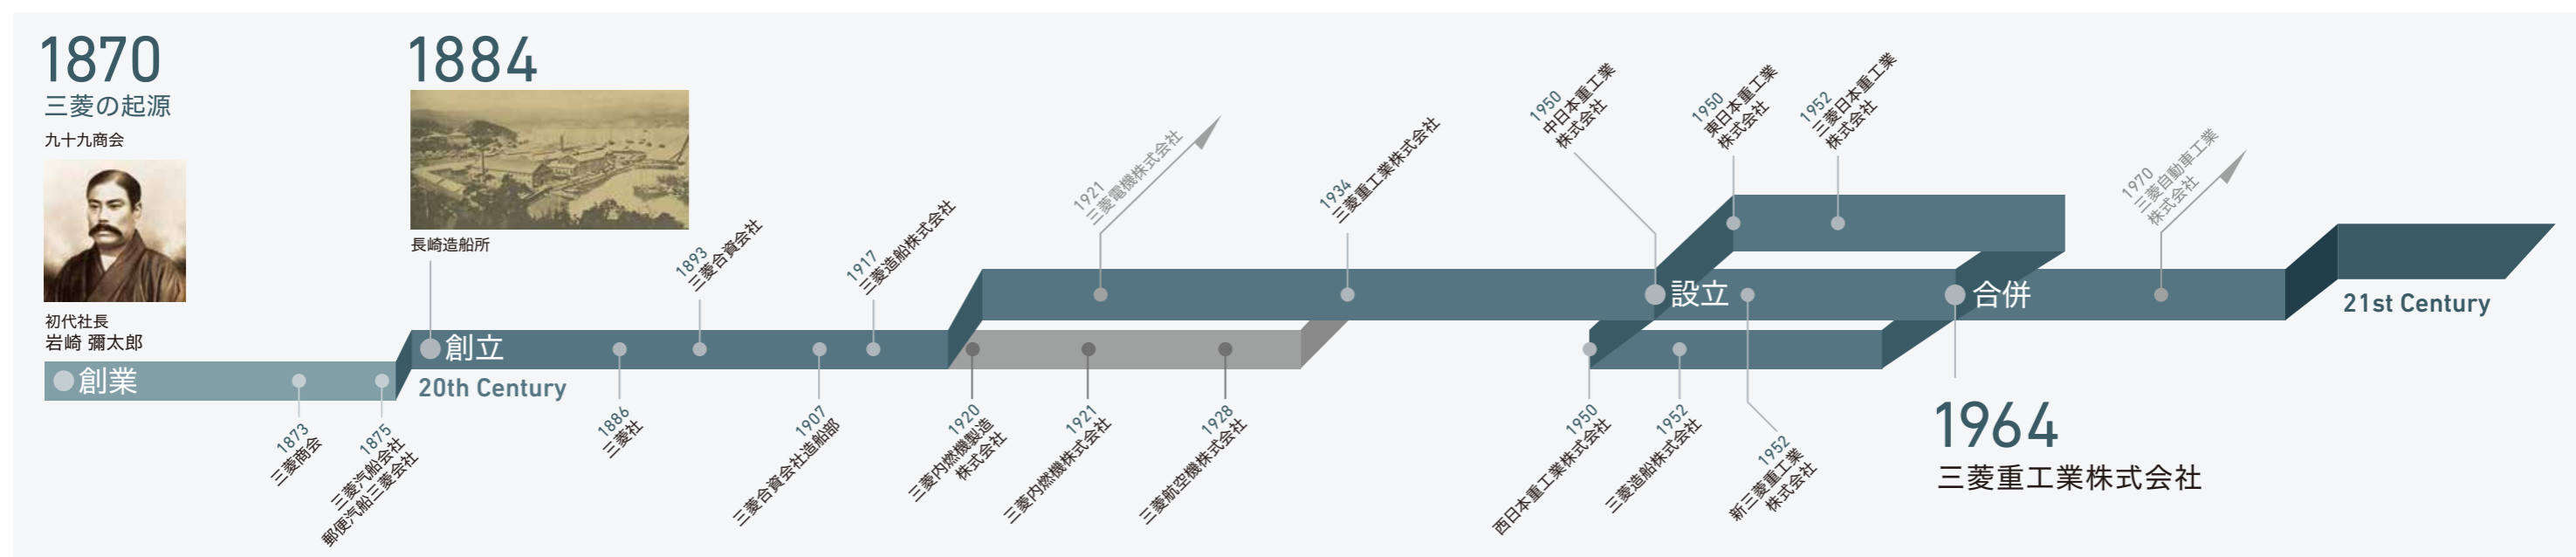 1870
三菱の起源
九十九商会
初代社長
岩崎 彌太郎
創業
1873
三菱商会
1875
三菱汽船会社
郵便汽船三菱会社
1884
長崎造船所
創立
20th Century
1886
三菱社
1893
三菱合資会社
1907
三菱合資会社造船部
1917
三菱造船株式会社
1920
三菱内燃機製造
株式会社
1921
三菱内燃機株式会社
1921
三菱電機株式会社
1928
三菱航空機株式会社
1934
三菱重工業株式会社
1950
中日本重工業
株式会社
1950
東日本重工業
株式会社
1952
三菱日本重工業
株式会社
設立
1950
西日本重工業株式会社
1952
三菱造船株式会社
1952
新三菱重工業
株式会社
合併
1964
三菱重工業株式会社
1970
三菱自動車工業
株式会社
21st Century